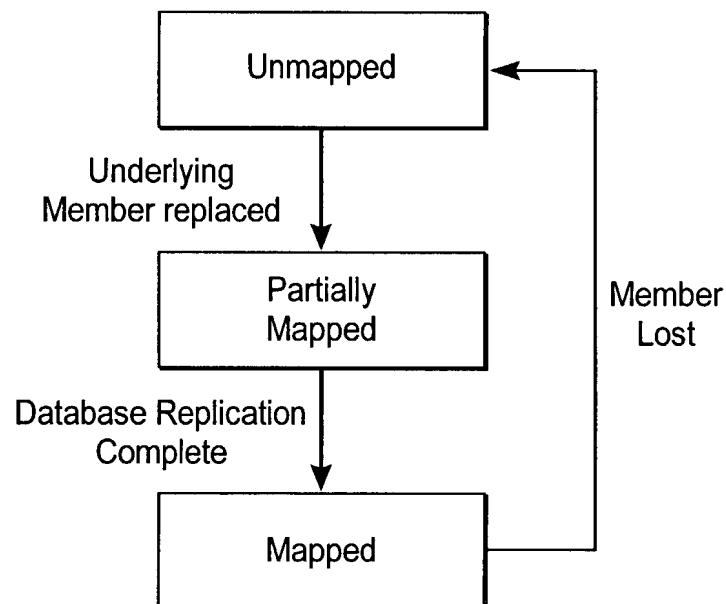 Unmapped
Underlying
Member replaced
Partially
Mapped
Member
Lost
Database Replication
Complete
Mapped